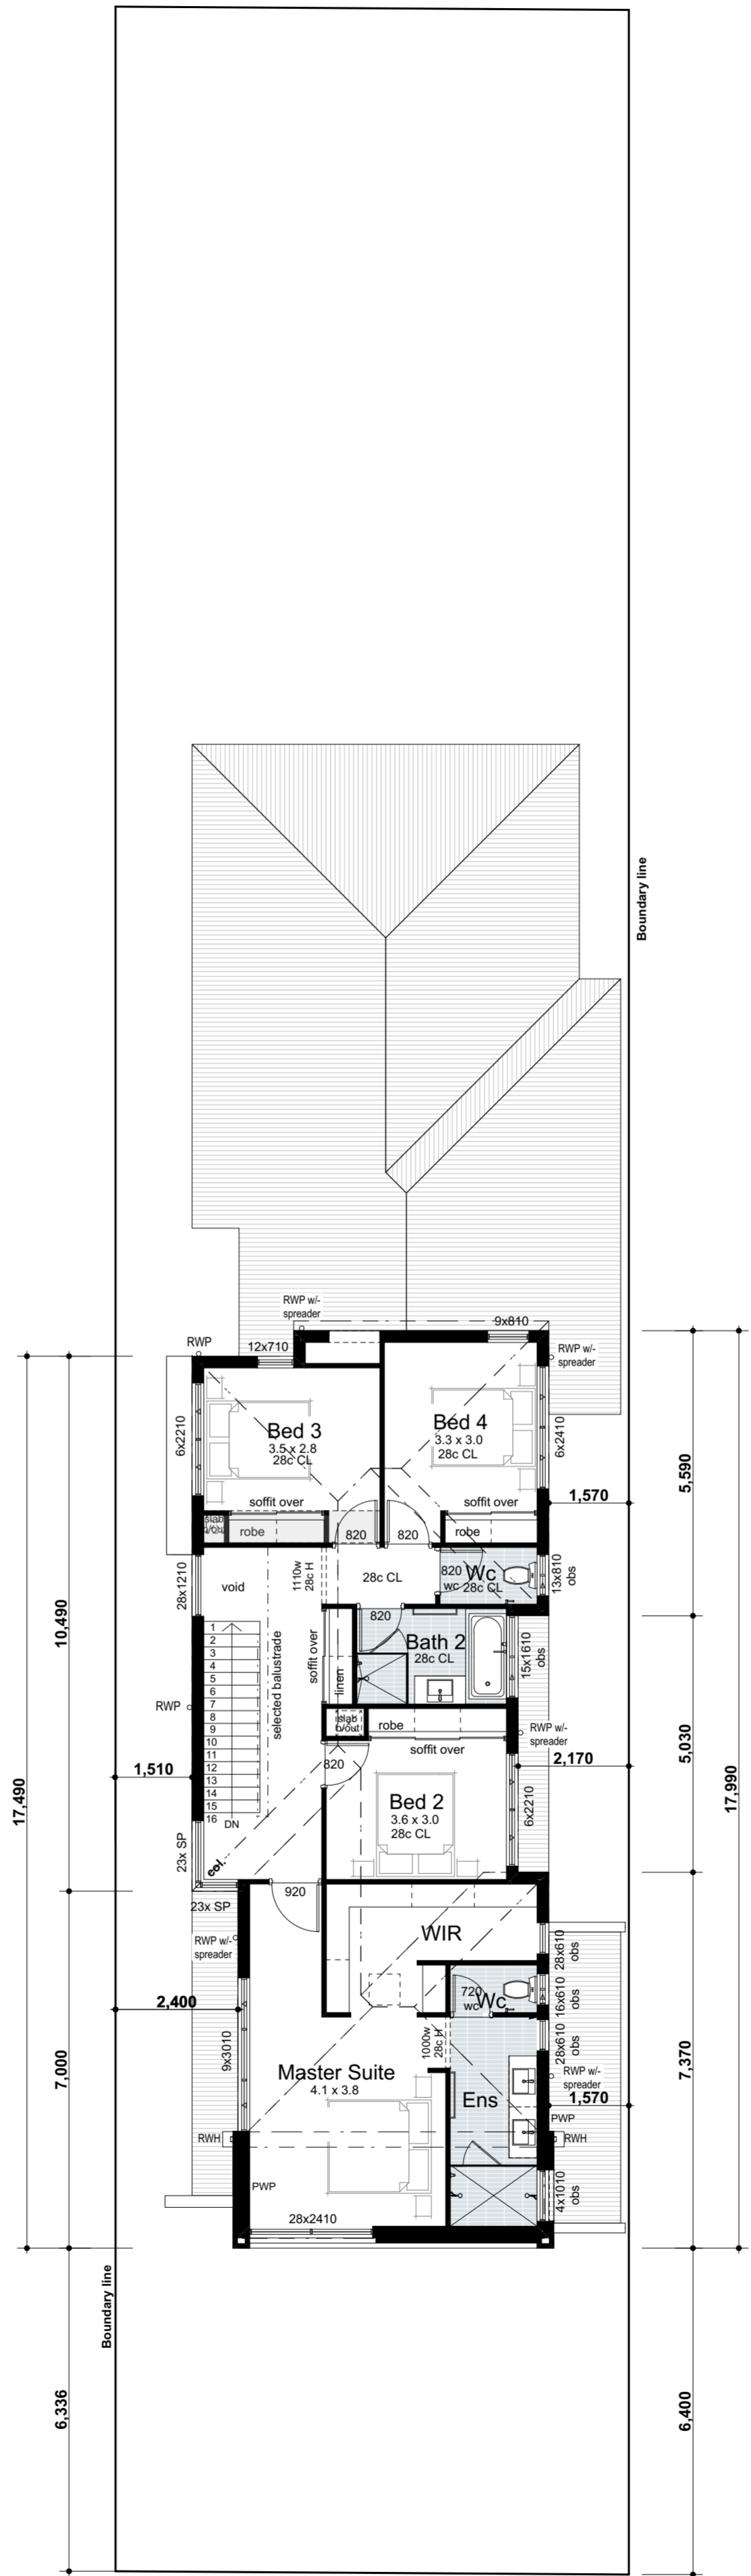 Boundary line
RWP w/-
spreader
9x810
RWP
12x710
RWP w/-
spreader
6x2210
Bed 3
3.5 x 2.8
28c CL
Bed 4
3.3 x 3.0
28c CL
6x2410
5,590
soffit over
soffit over
1,570
slab
o/out
robe
820
820
robe
28x1210
void
1110w
28c H
28c CL
820
wc
Wc
28c CL
13x810
obs
10,490
1
2
3
4
5
6
7
8
9
10
11
12
13
14
15
16
DN
selected balustrade
soffit over
linen
820
Bath 2
28c CL
15x1610
obs
RWP
slab
o/out
robe
soffit over
RWP w/-
spreader
820
1,510
2,170
5,030
17,490
17,990
Bed 2
3.6 x 3.0
28c CL
6x2210
23x SP
col.
23x SP
920
RWP w/-
spreader
WIR
28x610
obs
720
wc
Wc
16x610
obs
2,400
1000w
28c H
28x610
obs
9x3010
7,000
Master Suite
4.1 x 3.8
Ens
RWP w/-
spreader
7,370
1,570
PWP
RWH
RWH
PWP
4x1010
obs
28x2410
Boundary line
6,336
6,400